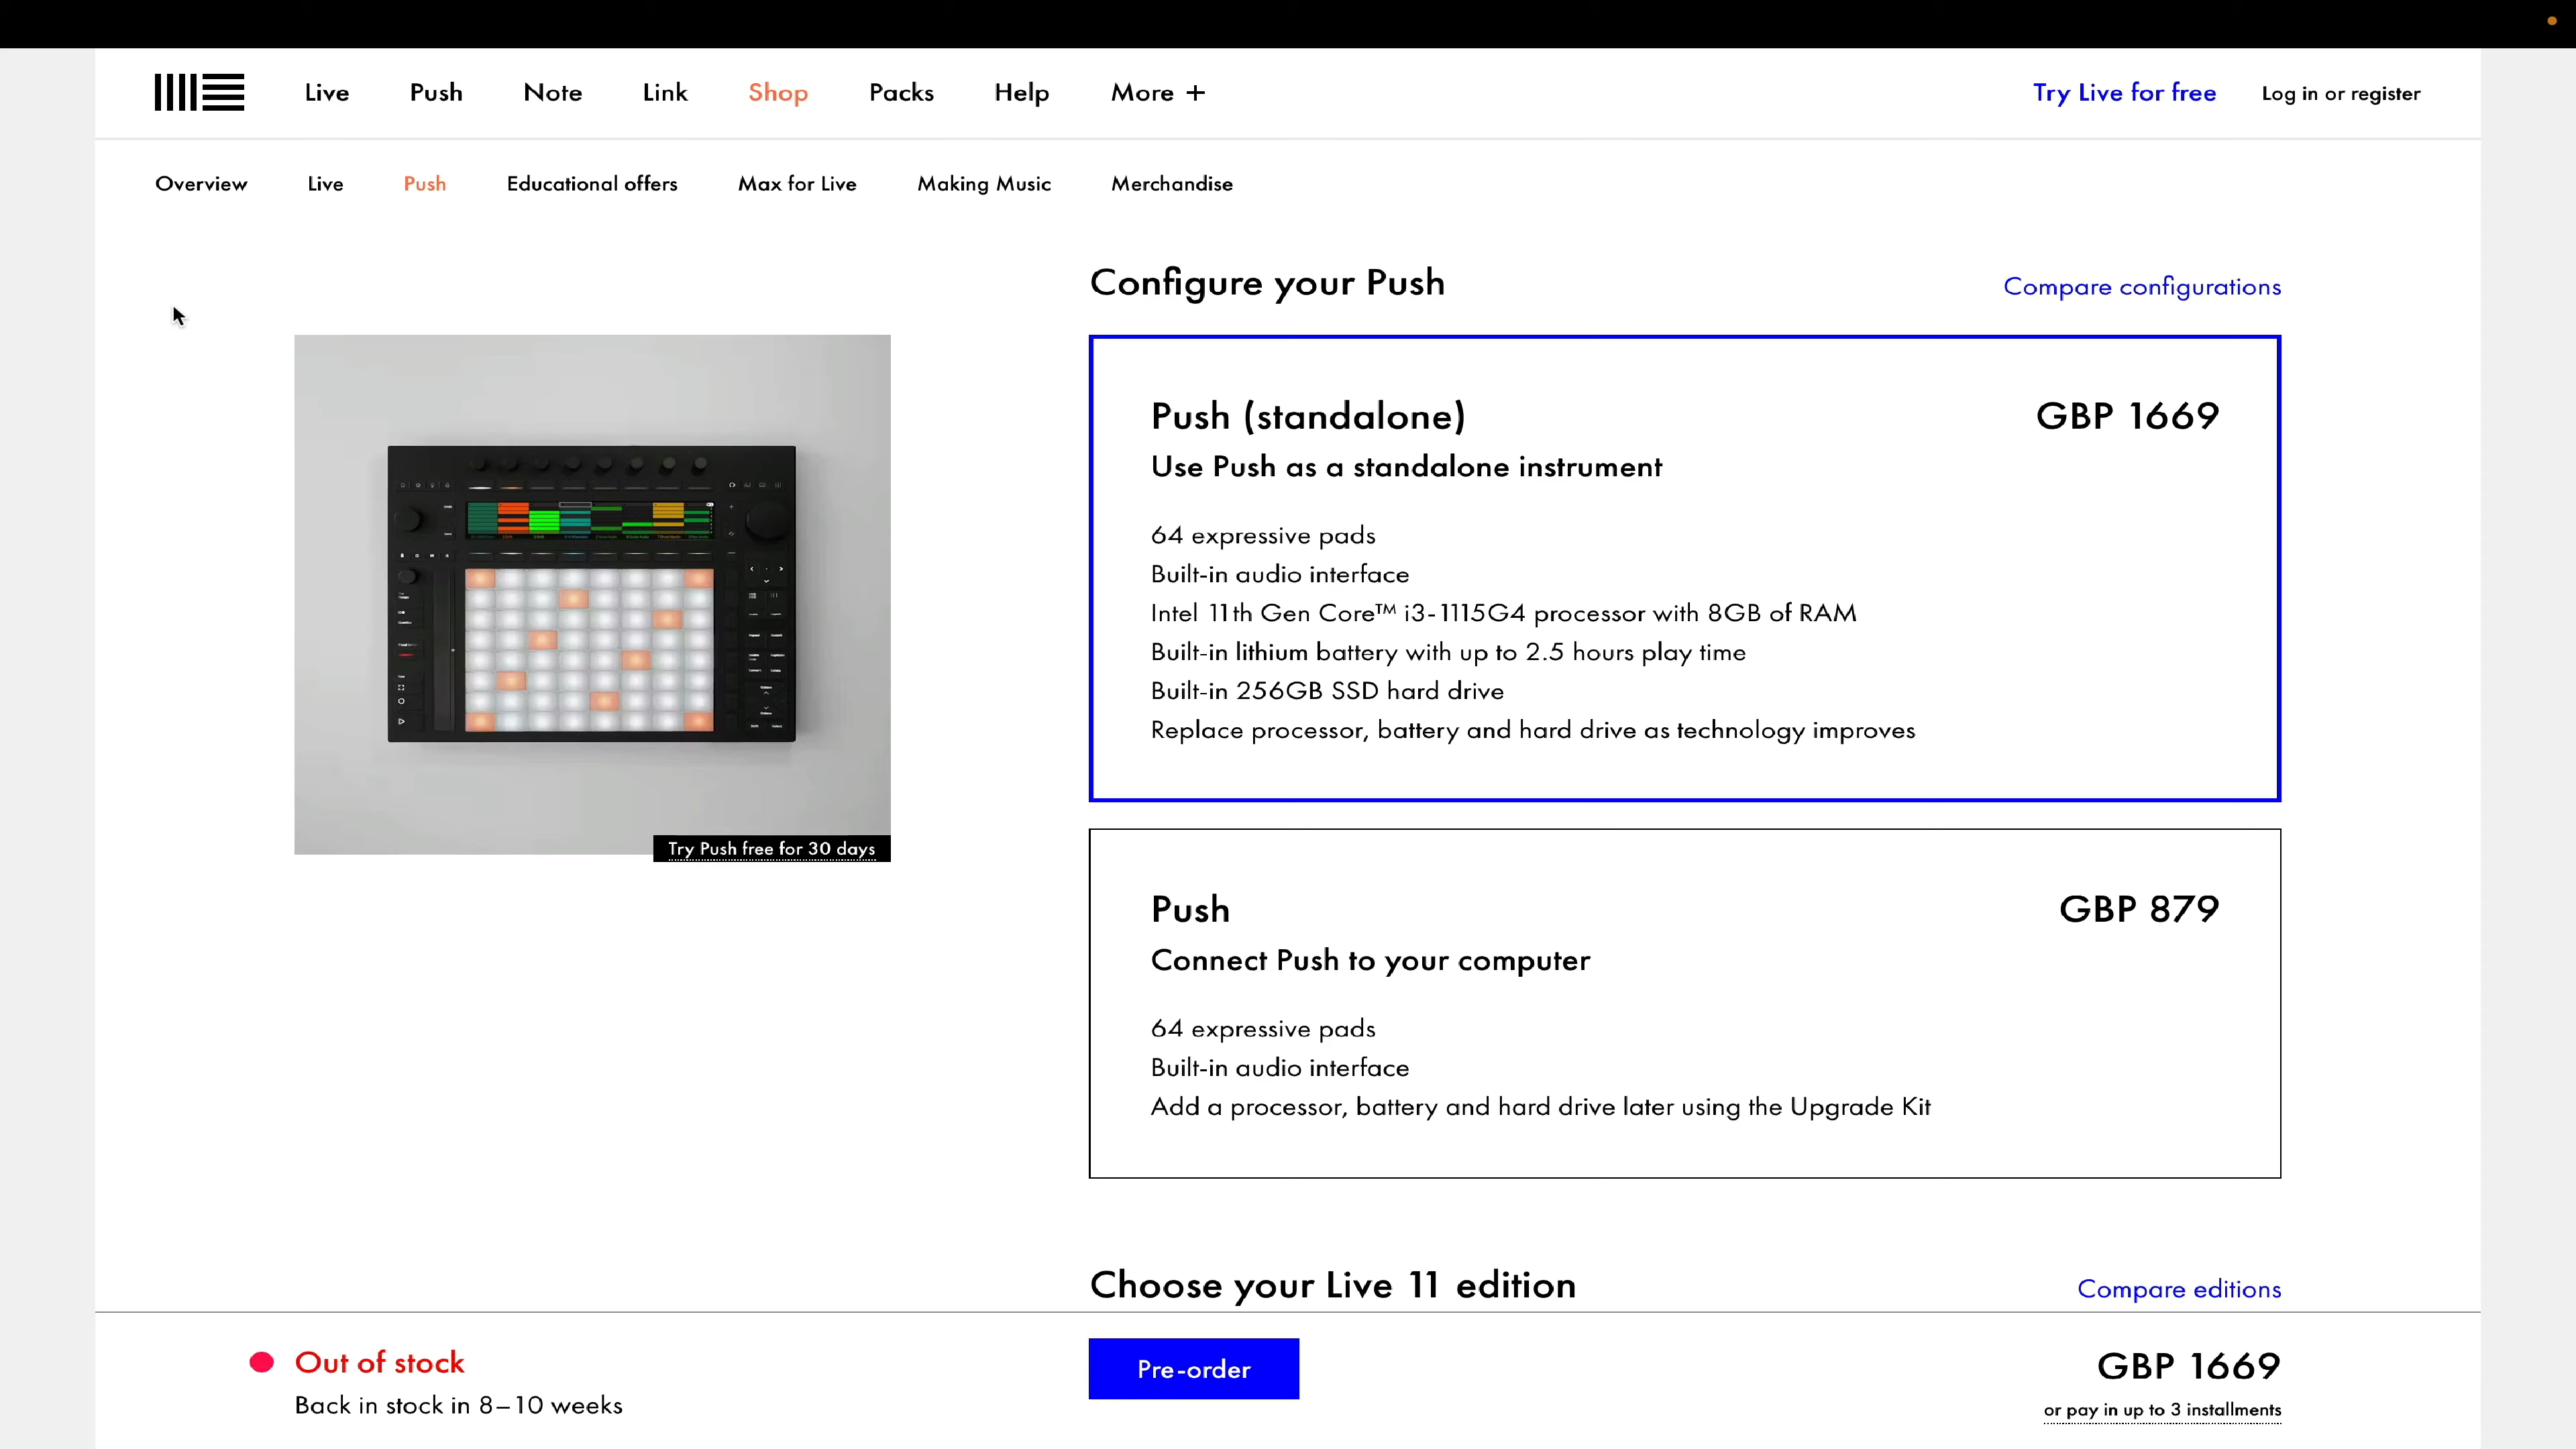 Live
Push
Note
Link
Shop
Packs
Help
More +
Try Live for free
Log in or register
Overview
Live
Push
Educational offers
Max for Live
Making Music
Merchandise
Configure your Push
Compare configurations
Push (standalone)
GBP 1669
Use Push as a standalone instrument
64 expressive pads
Built-in audio interface
Intel 11th Gen Core™ i3-1115G4 processor with 8GB of RAM
Built-in lithium battery with up to 2.5 hours play time
Built-in 256GB SSD hard drive
Replace processor, battery and hard drive as technology improves
Try Push free for 30 days
Push
GBP 879
Connect Push to your computer
64 expressive pads
Built-in audio interface
Add a processor, battery and hard drive later using the Upgrade Kit
Choose your Live 11 edition
Compare editions
Out of stock
Back in stock in 8–10 weeks
Pre-order
GBP 1669
or pay in up to 3 installments